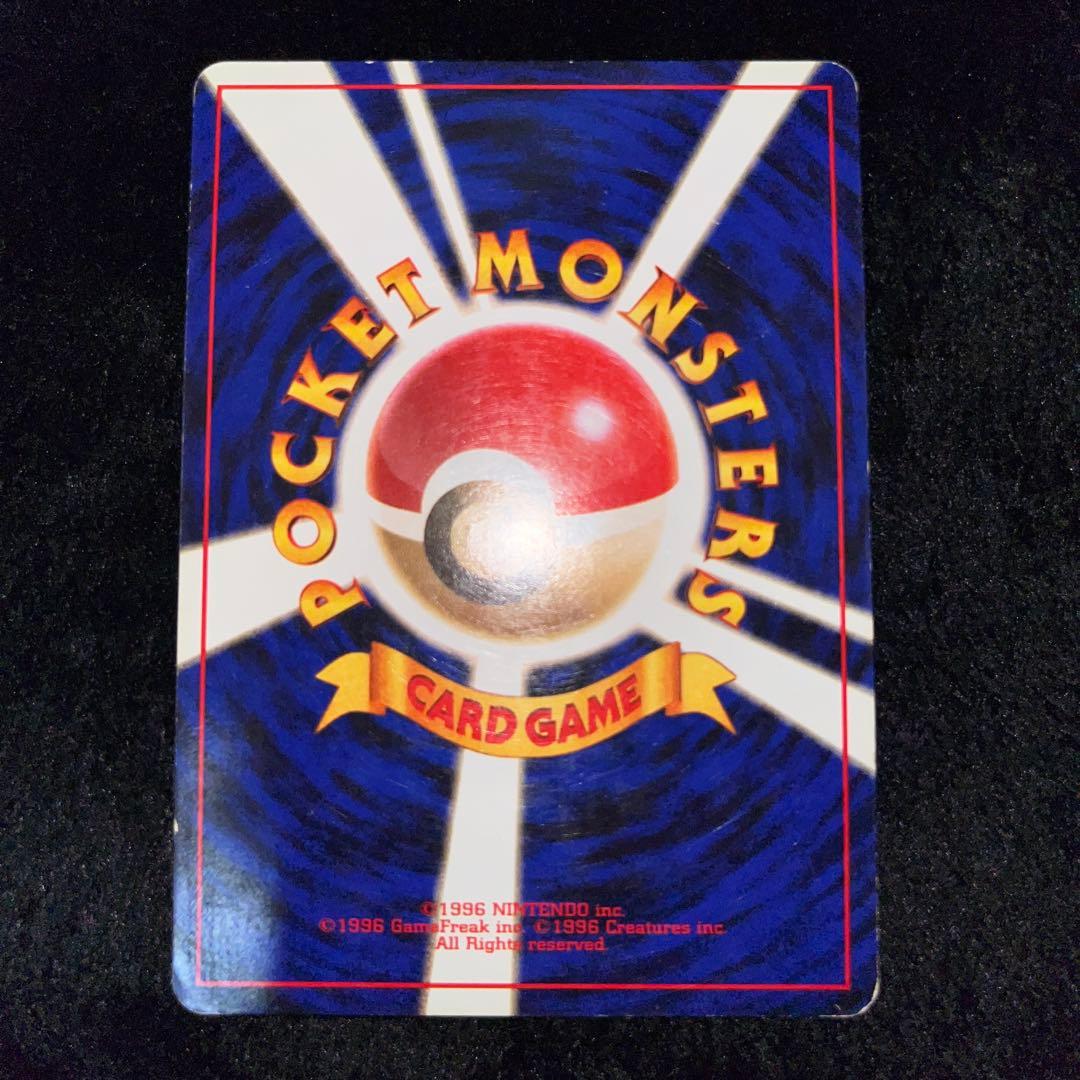 POCKET MONSTERS
CARD GAME
©1996 NINTENDO inc.
©1996 GameFreak inc. ©1996 Creatures inc.
All Rights reserved.